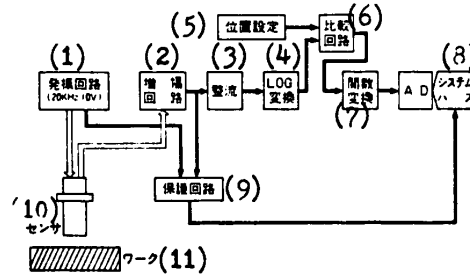 (5) 位置設定
比較
回路
(6)
(1)
発振回路
(20KHz 10V)
(2)
増幅
回路
(3)
整流
(4)
LOG
変換
関数
変換
(7)
A D
(8)
システム
バス
保護回路 (9)
(10)
センサ
ワーク (11)